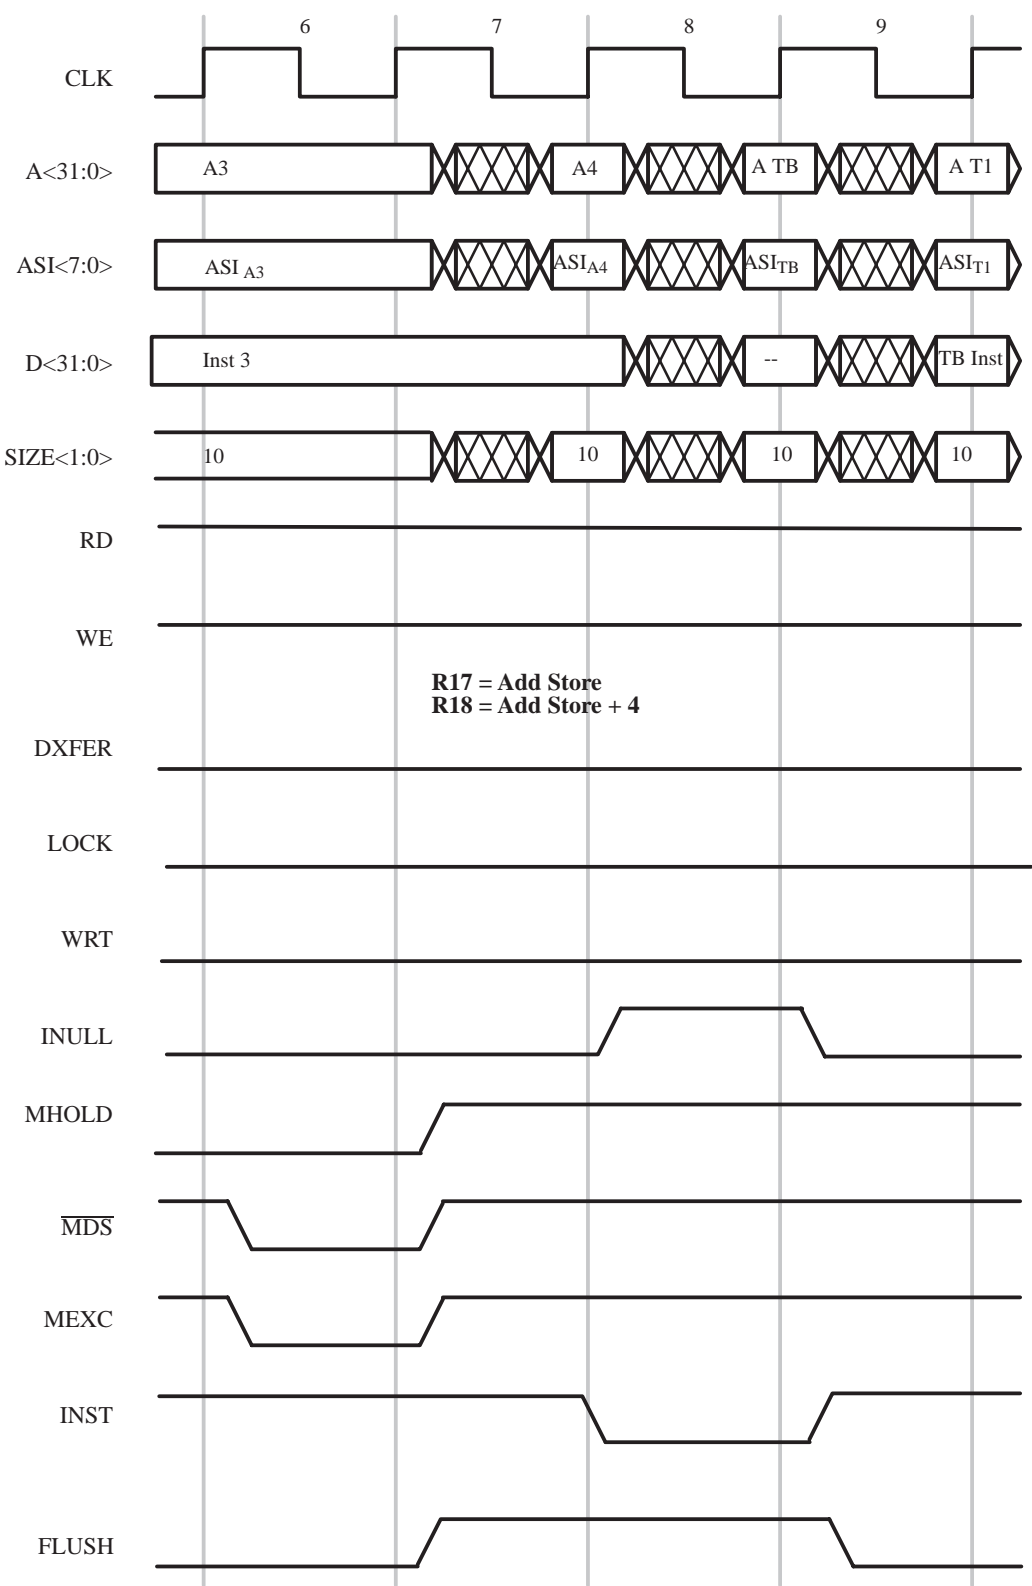 6 7 8 9
CLK
A<31:0> A3 A4 A TB A T1
ASI<7:0> ASI A3 ASIA4 ASITB ASIT1
D<31:0> Inst 3 -- TB Inst
SIZE<1:0> 10 10 10 10
RD
WE
R17 = Add Store
R18 = Add Store + 4
DXFER
LOCK
WRT
INULL
MHOLD
MDS
MEXC
INST
FLUSH